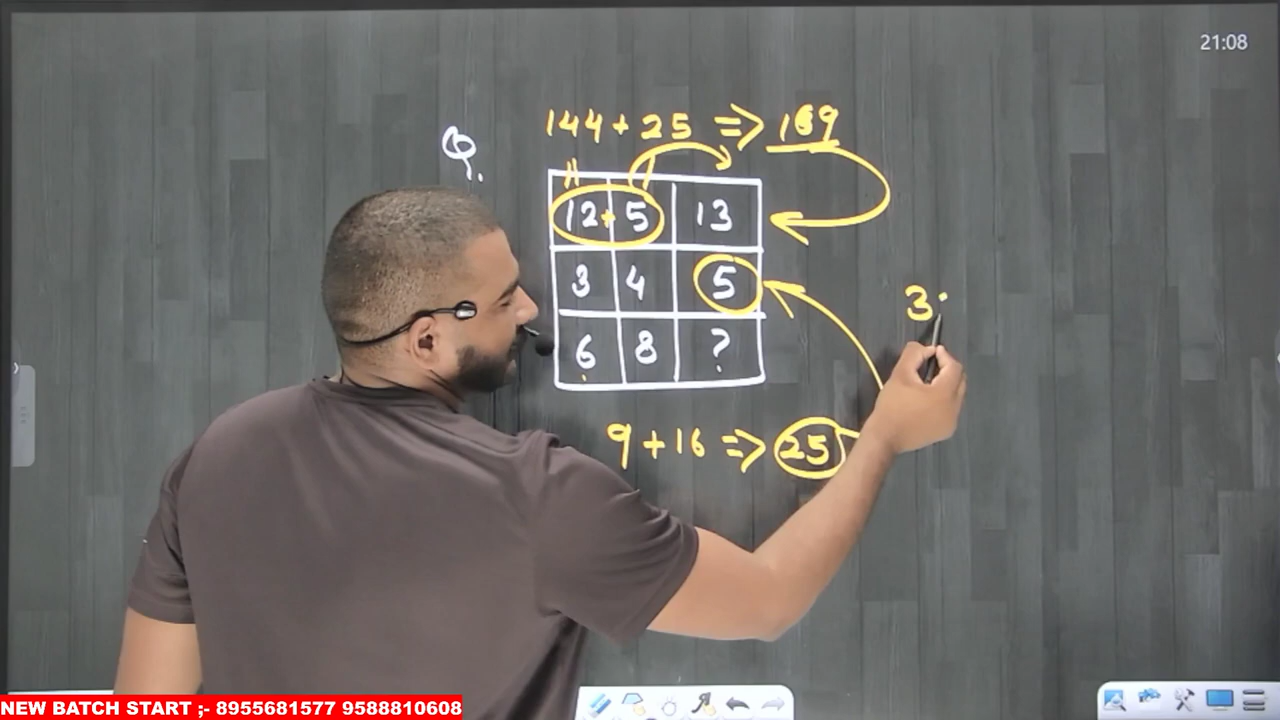 21:08
144 + 25 => 169
Q.
12 + 5 13
3 4 5
3
6 8 ?
9 + 16 => 25
NEW BATCH START ;- 8955681577 9588810608